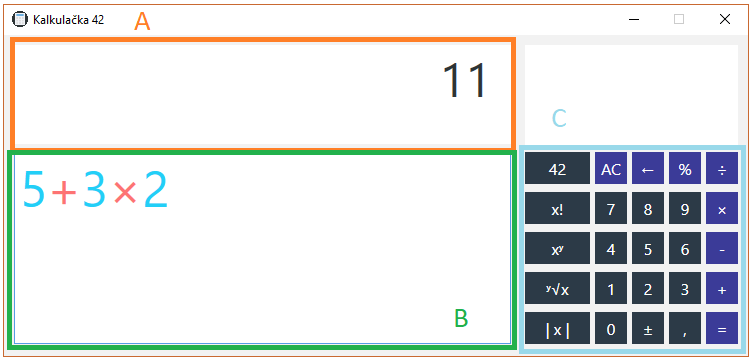 Kalkulačka 42
A
11
C
5+3×2
B
42 AC ← % ÷
x! 7 8 9 ×
xʸ 4 5 6 -
ʸ√x 1 2 3 +
|x| 0 ± , =